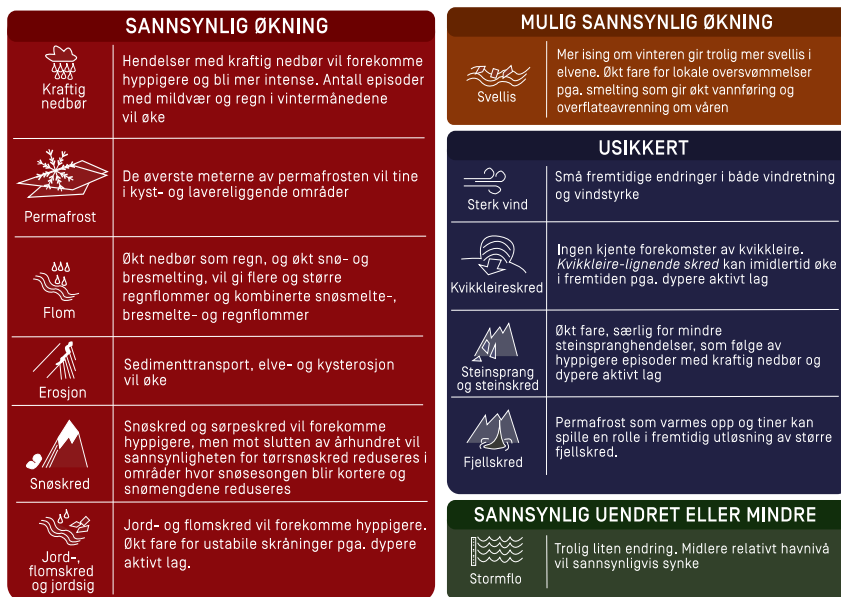 SANNSYNLIG ØKNING
Kraftig
nedbør
Hendelser med kraftig nedbør vil forekomme
hyppigere og bli mer intense. Antall episoder
med mildvær og regn i vintermånedene
vil øke
Permafrost
De øverste meterne av permafrosten vil tine
i kyst- og lavereliggende områder
Flom
Økt nedbør som regn, og økt snø- og
bresmelting, vil gi flere og større
regnflommer og kombinerte snøsmelte-,
bresmelte- og regnflommer
Erosjon
Sedimenttransport, elve- og kysterosjon
vil øke
Snøskred
Snøskred og sørpeskred vil forekomme
hyppigere, men mot slutten av århundret vil
sannsynligheten for tørrsnøskred reduseres i
områder hvor snøsesongen blir kortere og
snømengdene reduseres
Jord-,
flomskred
og jordsig
Jord- og flomskred vil forekomme hyppigere.
Økt fare for ustabile skråninger pga. dypere
aktivt lag.
MULIG SANNSYNLIG ØKNING
Svellis
Mer ising om vinteren gir trolig mer svellis i
elvene. Økt fare for lokale oversvømmelser
pga. smelting som gir økt vannføring og
overflateavrenning om våren
USIKKERT
Sterk vind
Små fremtidige endringer i både vindretning
og vindstyrke
Kvikkleireskred
Ingen kjente forekomster av kvikkleire.
Kvikkleire-lignende skred kan imidlertid øke
i fremtiden pga. dypere aktivt lag
Steinsprang
og steinskred
Økt fare, særlig for mindre
steinspranghendelser, som følge av
hyppigere episoder med kraftig nedbør og
dypere aktivt lag
Fjellskred
Permafrost som varmes opp og tiner kan
spille en rolle i fremtidig utløsning av større
fjellskred.
SANNSYNLIG UENDRET ELLER MINDRE
Stormflo
Trolig liten endring. Midlere relativt havnivå
vil sannsynligvis synke